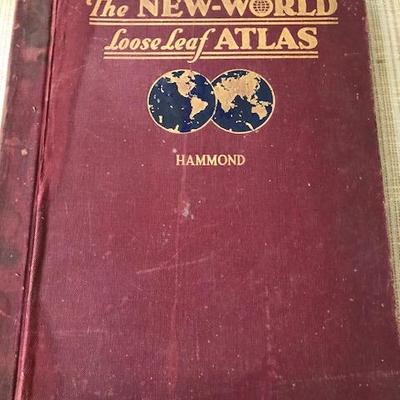 The NEW-WORLD
Loose Leaf ATLAS
HAMMOND